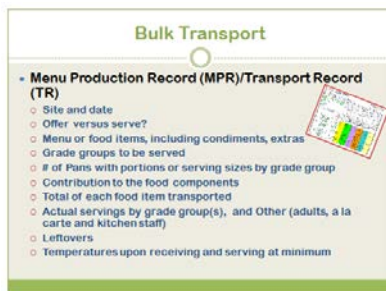 Bulk Transport
Menu Production Record (MPR)/Transport Record
(TR)
Site and date
Offer versus serve?
Menu or food items, including condiments, extras
Grade groups to be served
# of Pans with portions or serving sizes by grade group
Contribution to the food components
Total of each food item transported
Actual servings by grade group(s), and Other (adults, a la
carte and kitchen staff)
Leftovers
Temperatures upon receiving and serving at minimum